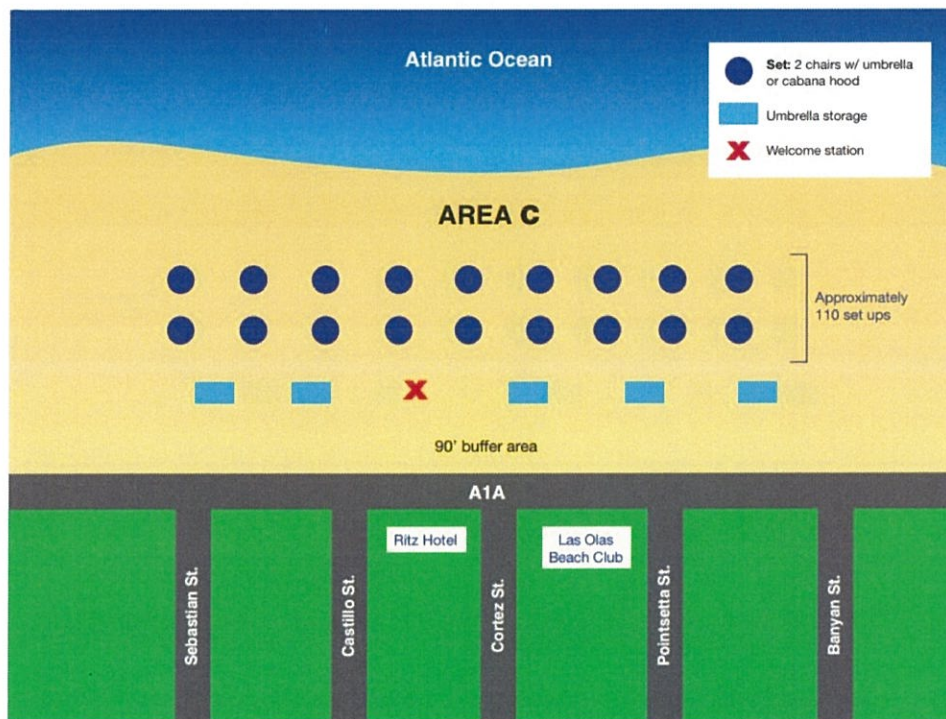 Atlantic Ocean
Set: 2 chairs w/ umbrella
or cabana hood
Umbrella storage
X Welcome station
AREA C
Approximately
110 set ups
X
90' buffer area
A1A
Ritz Hotel
Las Olas
Beach Club
Sebastian St.
Castillo St.
Cortez St.
Pointsetta St.
Banyan St.